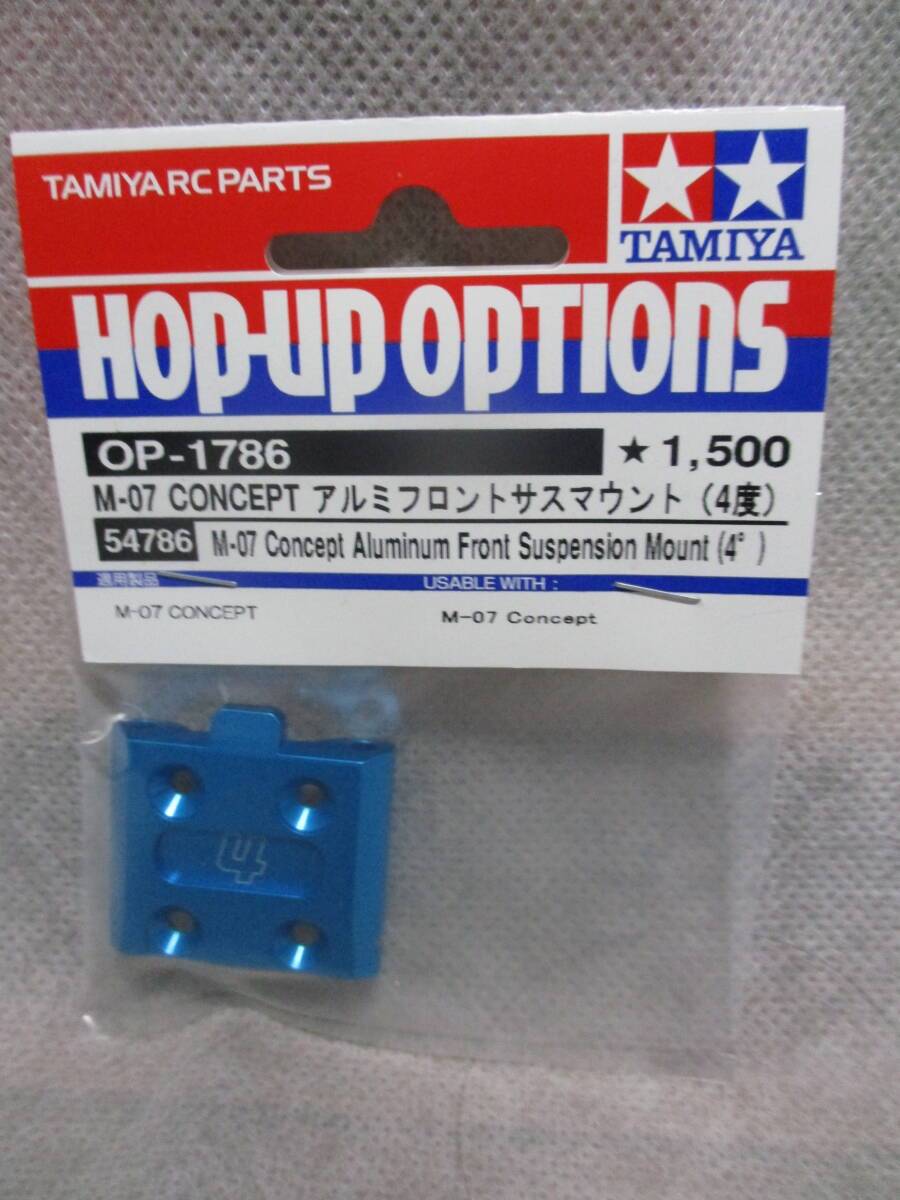 TAMIYA RC PARTS
TAMIYA
HOP-UP OPTIONS
OP-1786 ★ 1,500
M-07 CONCEPT アルミフロントサスマウント (4度)
54786 M-07 Concept Aluminum Front Suspension Mount (4°)
適用製品 USABLE WITH :
M-07 CONCEPT M-07 Concept
4